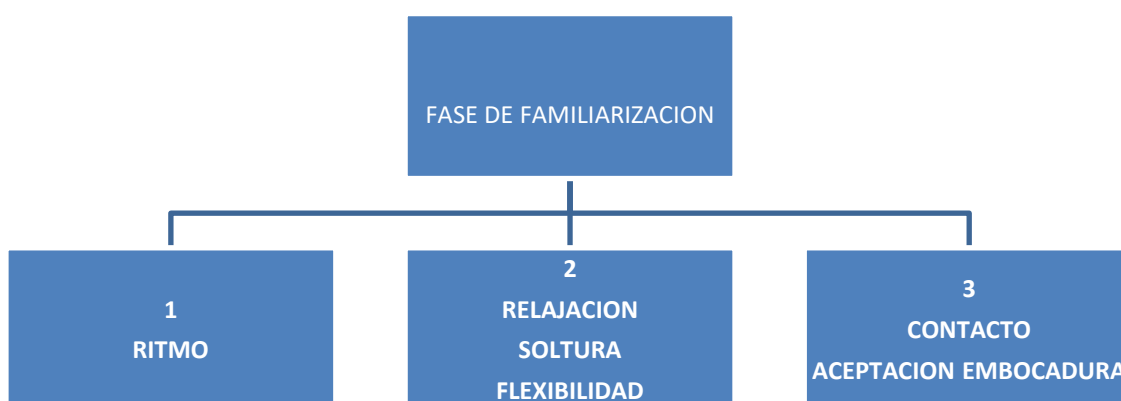 FASE DE FAMILIARIZACION
1
RITMO
2
RELAJACION
SOLTURA
FLEXIBILIDAD
3
CONTACTO
ACEPTACION EMBOCADURA